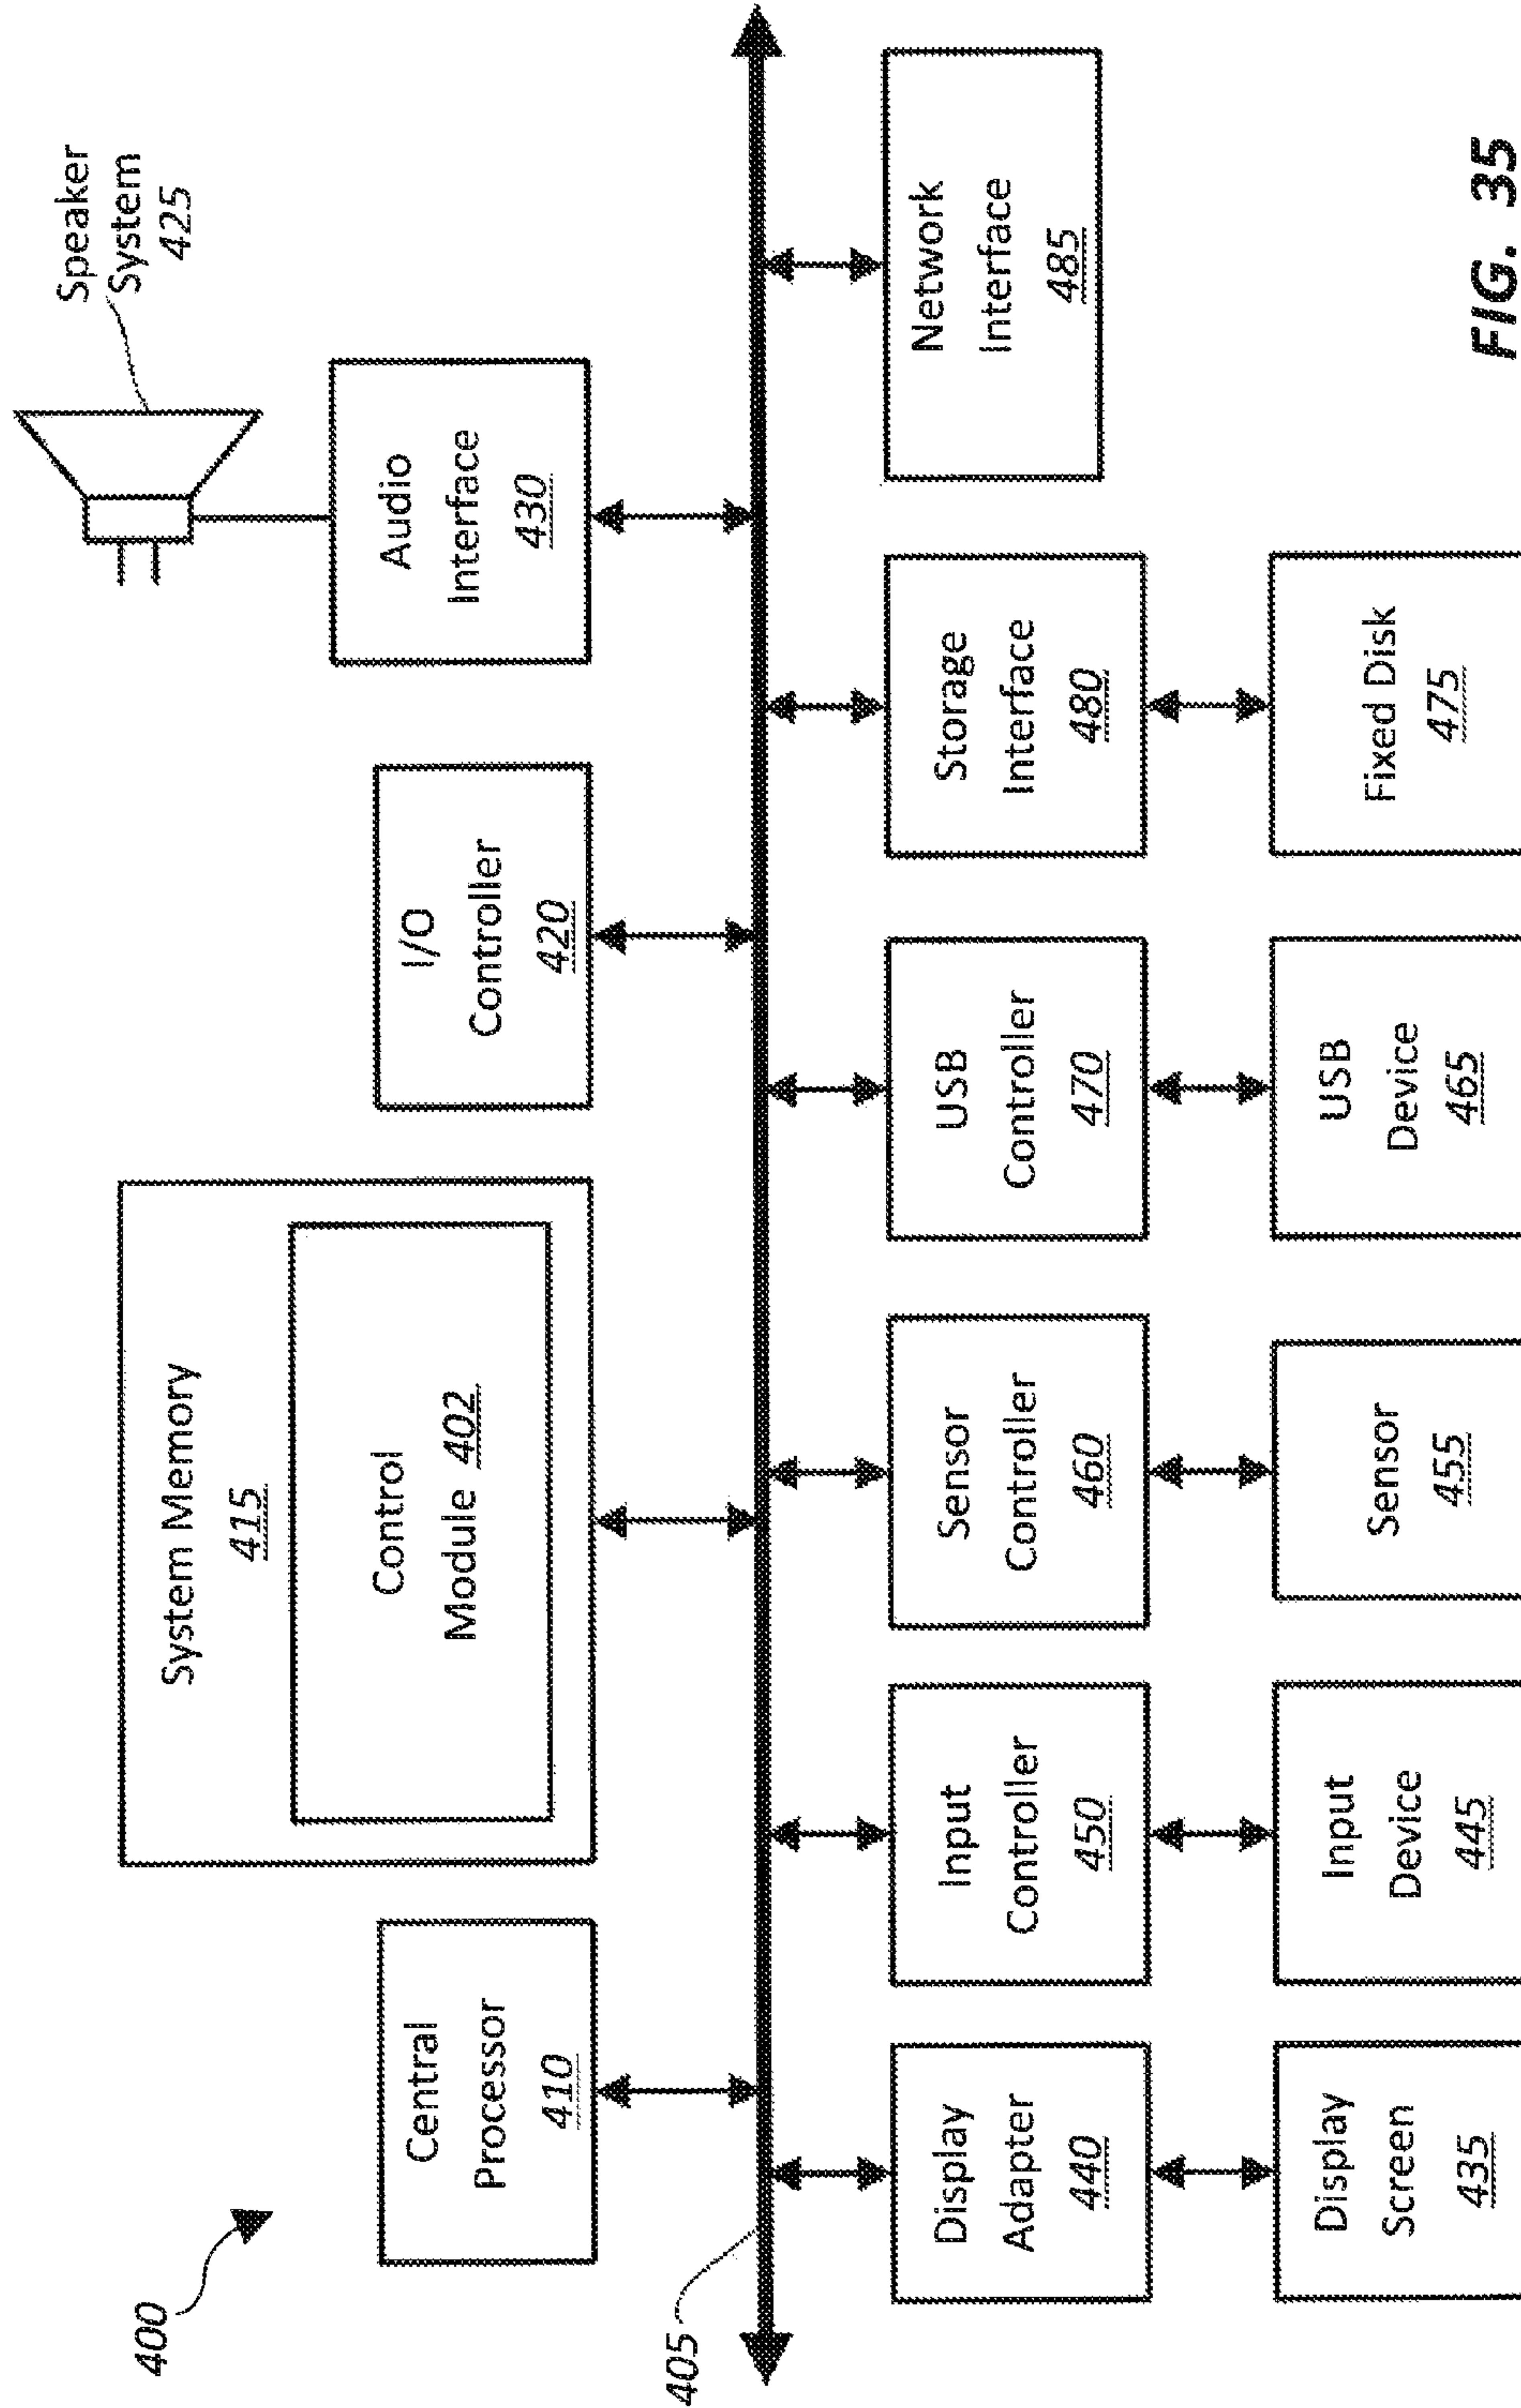 400
Speaker
System
425
System Memory
415
Control
Module 402
Central
Processor
410
I/O
Controller
420
Audio
Interface
430
405
Display
Adapter
440
Input
Controller
450
Sensor
Controller
460
USB
Controller
470
Storage
Interface
480
Network
Interface
485
Display
Screen
435
Input
Device
445
Sensor
455
USB
Device
465
Fixed Disk
475
FIG. 35